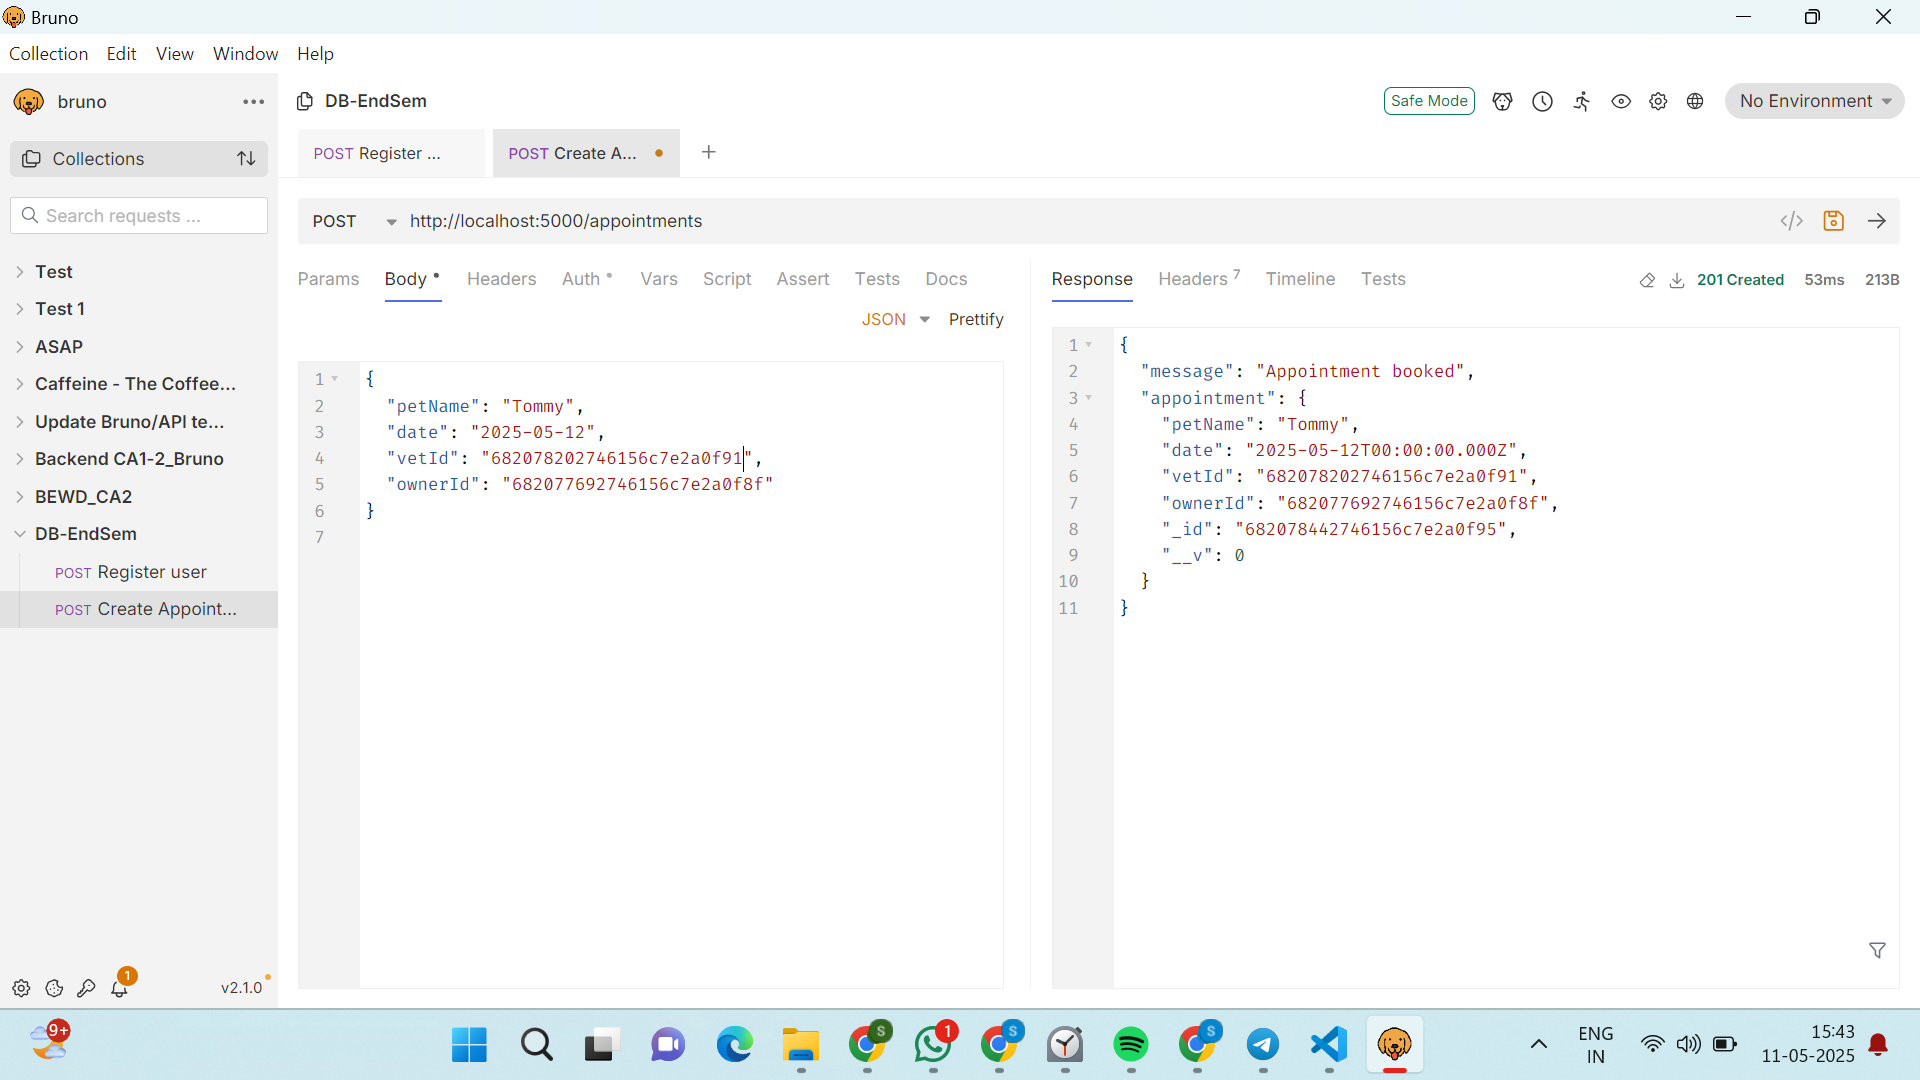 Bruno
Collection Edit View Window Help
bruno
DB-EndSem
Safe Mode
No Environment
Collections
POST Register ...
POST Create A...
Search requests ...
POST http://localhost:5000/appointments
Test
Test 1
ASAP
Caffeine - The Coffee...
Update Bruno/API te...
Backend CA1-2_Bruno
BEWD_CA2
DB-EndSem
POST Register user
POST Create Appoint...
v2.1.0
1
Params Body Headers Auth Vars Script Assert Tests Docs
JSON Prettify
1 {
2 "petName": "Tommy",
3 "date": "2025-05-12",
4 "vetId": "682078202746156c7e2a0f91",
5 "ownerId": "682077692746156c7e2a0f8f"
6 }
7
Response Headers 7 Timeline Tests
201 Created 53ms 213B
1 {
2 "message": "Appointment booked",
3 "appointment": {
4 "petName": "Tommy",
5 "date": "2025-05-12T00:00:00.000Z",
6 "vetId": "682078202746156c7e2a0f91",
7 "ownerId": "682077692746156c7e2a0f8f",
8 "_id": "682078442746156c7e2a0f95",
9 "__v": 0
10 }
11 }
9+
S
1
S
S
ENG
IN
15:43
11-05-2025